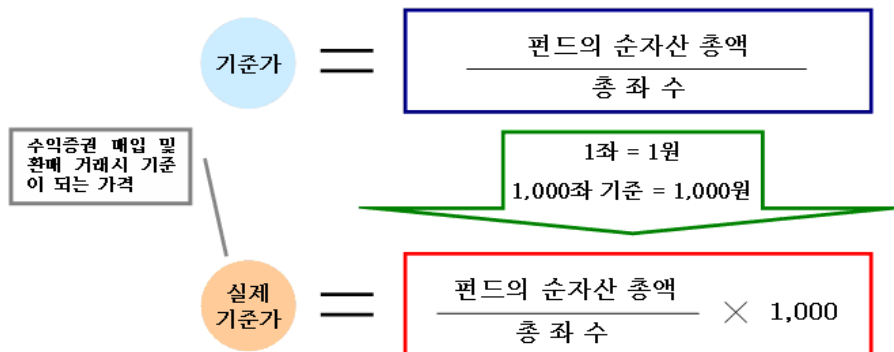 기준가
=
펀드의 순자산 총액
총 좌 수
수익증권 매입 및
환매 거래시 기준
이 되는 가격
1좌 = 1원
1,000좌 기준 = 1,000원
실제
기준가
=
펀드의 순자산 총액
총 좌 수
× 1,000